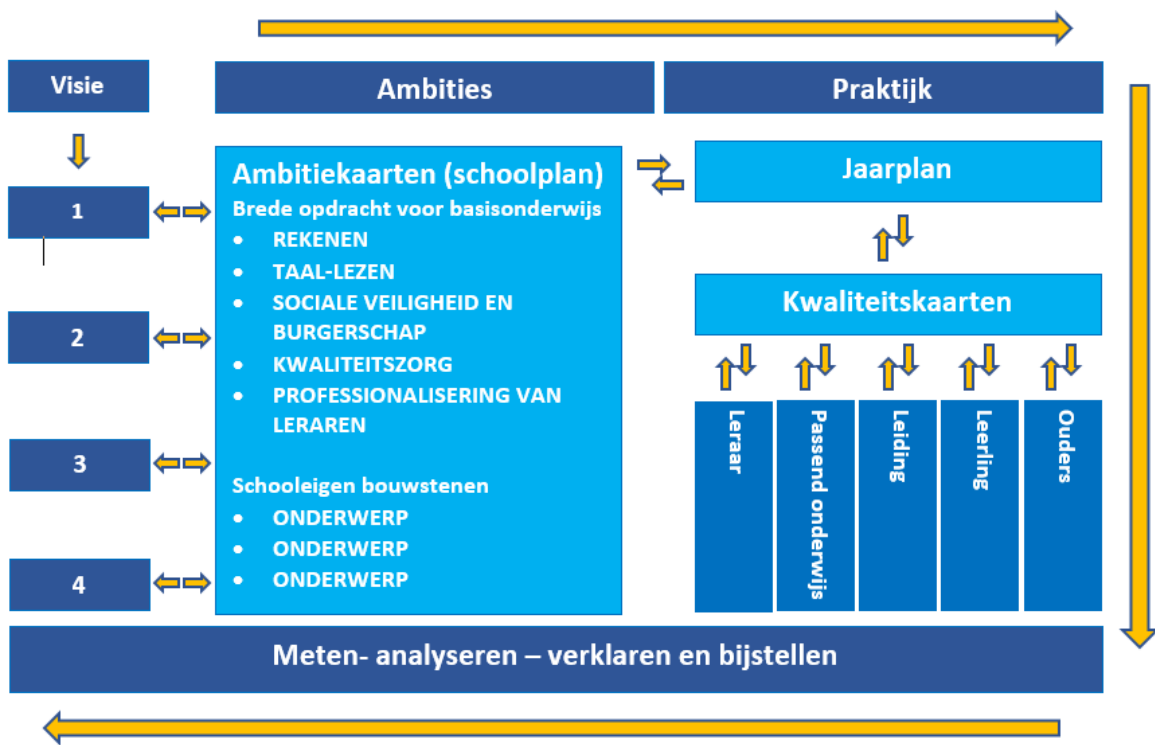 Visie
Ambities
Praktijk
1
2
3
4
Ambitiekaarten (schoolplan)
Brede opdracht voor basisonderwijs
• REKENEN
• TAAL-LEZEN
• SOCIALE VEILIGHEID EN
BURGERSCHAP
• KWALITEITSZORG
• PROFESSIONALISERING VAN
LERAREN
Schooleigen bouwstenen
• ONDERWERP
• ONDERWERP
• ONDERWERP
Jaarplan
Kwaliteitskaarten
Leraar
Passend onderwijs
Leiding
Leerling
Ouders
Meten- analyseren – verklaren en bijstellen